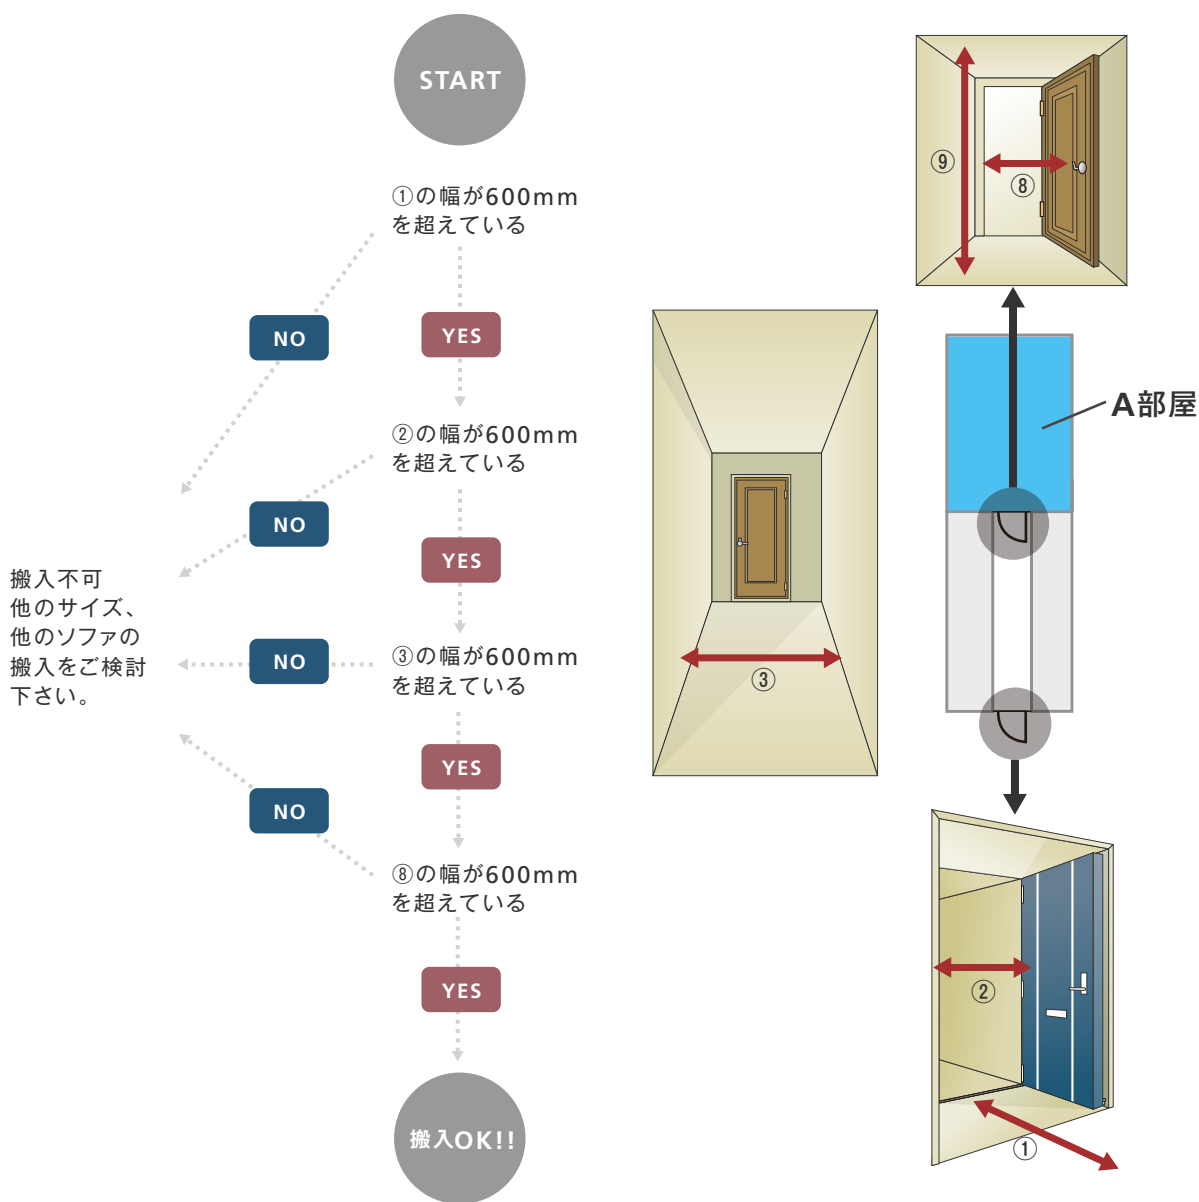 START
①の幅が600mm
を超えている
NO
YES
②の幅が600mm
を超えている
NO
YES
搬入不可
他のサイズ、
他のソファの
搬入をご検討
下さい。
③の幅が600mm
を超えている
NO
YES
⑧の幅が600mm
を超えている
NO
YES
搬入OK!!
③
⑨
⑧
A部屋
②
①